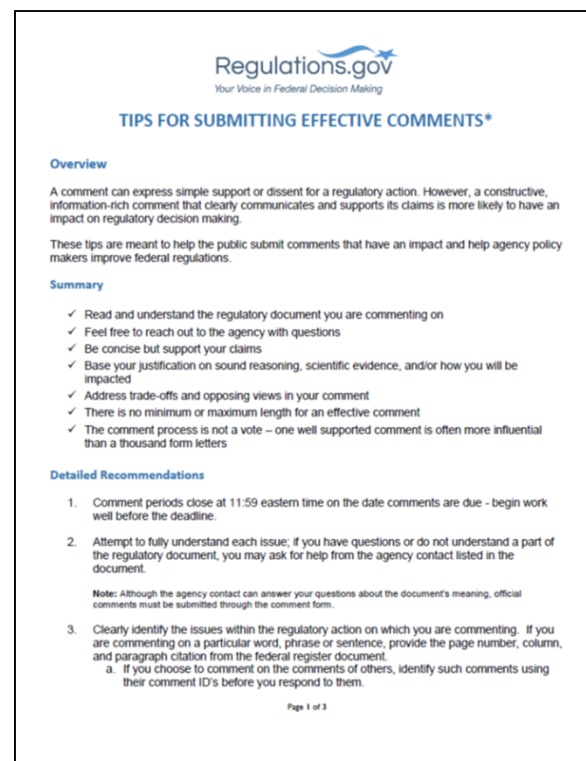 Regulations.gov
Your Voice in Federal Decision Making
TIPS FOR SUBMITTING EFFECTIVE COMMENTS*
Overview
A comment can express simple support or dissent for a regulatory action. However, a constructive,
information-rich comment that clearly communicates and supports its claims is more likely to have an
impact on regulatory decision making.
These tips are meant to help the public submit comments that have an impact and help agency policy
makers improve federal regulations.
Summary
✓ Read and understand the regulatory document you are commenting on
✓ Feel free to reach out to the agency with questions
✓ Be concise but support your claims
✓ Base your justification on sound reasoning, scientific evidence, and/or how you will be
impacted
✓ Address trade-offs and opposing views in your comment
✓ There is no minimum or maximum length for an effective comment
✓ The comment process is not a vote – one well supported comment is often more influential
than a thousand form letters
Detailed Recommendations
1. Comment periods close at 11:59 eastern time on the date comments are due - begin work
well before the deadline.
2. Attempt to fully understand each issue; if you have questions or do not understand a part of
the regulatory document, you may ask for help from the agency contact listed in the
document.
Note: Although the agency contact can answer your questions about the document's meaning, official
comments must be submitted through the comment form.
3. Clearly identify the issues within the regulatory action on which you are commenting. If you
are commenting on a particular word, phrase or sentence, provide the page number, column,
and paragraph citation from the federal register document.
a. If you choose to comment on the comments of others, identify such comments using
their comment ID's before you respond to them.
Page 1 of 3